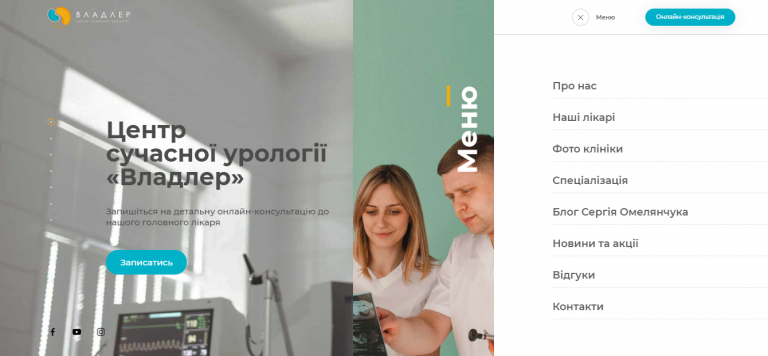 ВЛАДЛЕР
Меню
Онлайн-консультація
Центр
сучасної урології
«Владлер»
Запишіться на детальну онлайн-консультацію до
нашого головного лікаря
Записатись
Меню
Про нас
Наші лікарі
Фото клініки
Спеціалізація
Блог Сергія Омелянчука
Новини та акції
Відгуки
Контакти